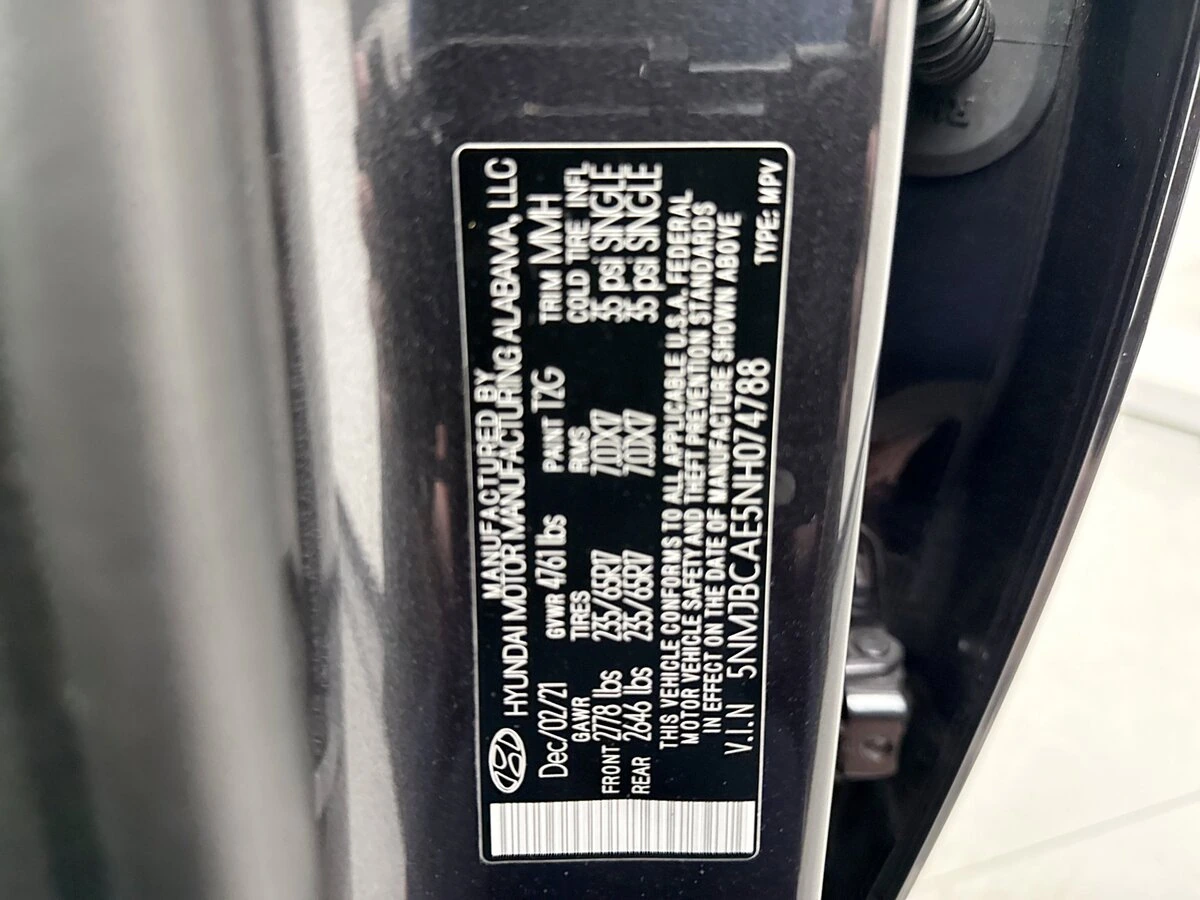 MANUFACTURED BY
HYUNDAI MOTOR MANUFACTURING ALABAMA, LLC
Dec/02/21 GVWR 4761 lbs PAINT T2G TRIM MMH
GAWR TIRES RMS COLD TIRE INFL
FRONT 2778 lbs 235/65R17 7.0JX17 35 psi SINGLE
REAR 2646 lbs 235/65R17 7.0JX17 35 psi SINGLE
THIS VEHICLE CONFORMS TO ALL APPLICABLE U.S.A. FEDERAL
MOTOR VEHICLE SAFETY AND THEFT PREVENTION STANDARDS
IN EFFECT ON THE DATE OF MANUFACTURE SHOWN ABOVE
V.I.N 5NMJBCAE5NH074788 TYPE: MPV